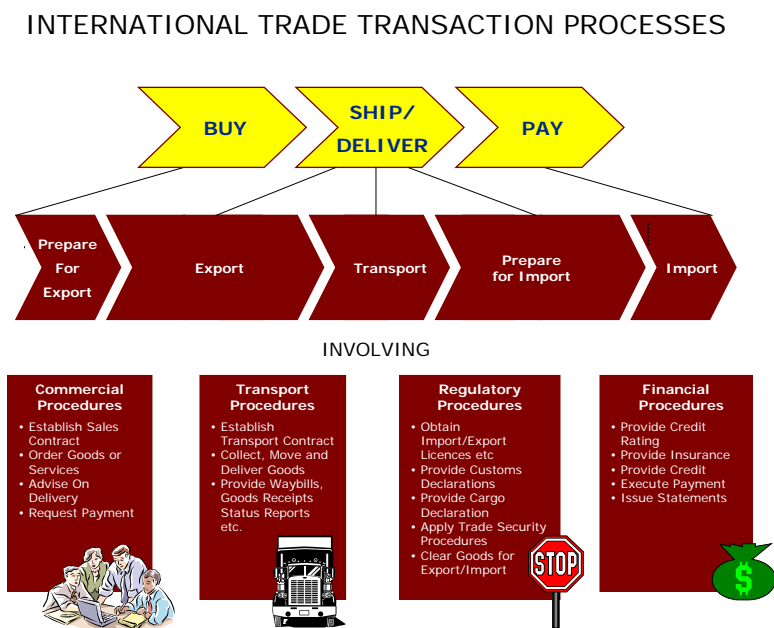 INTERNATIONAL TRADE TRANSACTION PROCESSES
BUY
SHIP/
DELIVER
PAY
Prepare
For
Export
Export
Transport
Prepare
for Import
Import
INVOLVING
Commercial
Procedures
• Establish Sales
Contract
• Order Goods or
Services
• Advise On
Delivery
• Request Payment
Transport
Procedures
• Establish
Transport Contract
• Collect, Move and
Deliver Goods
• Provide Waybills,
Goods Receipts
Status Reports
etc.
Regulatory
Procedures
• Obtain
Import/Export
Licences etc
• Provide Customs
Declarations
• Provide Cargo
Declaration
• Apply Trade Security
Procedures
• Clear Goods for
Export/Import
STOP
Financial
Procedures
• Provide Credit
Rating
• Provide Insurance
• Provide Credit
• Execute Payment
• Issue Statements
$